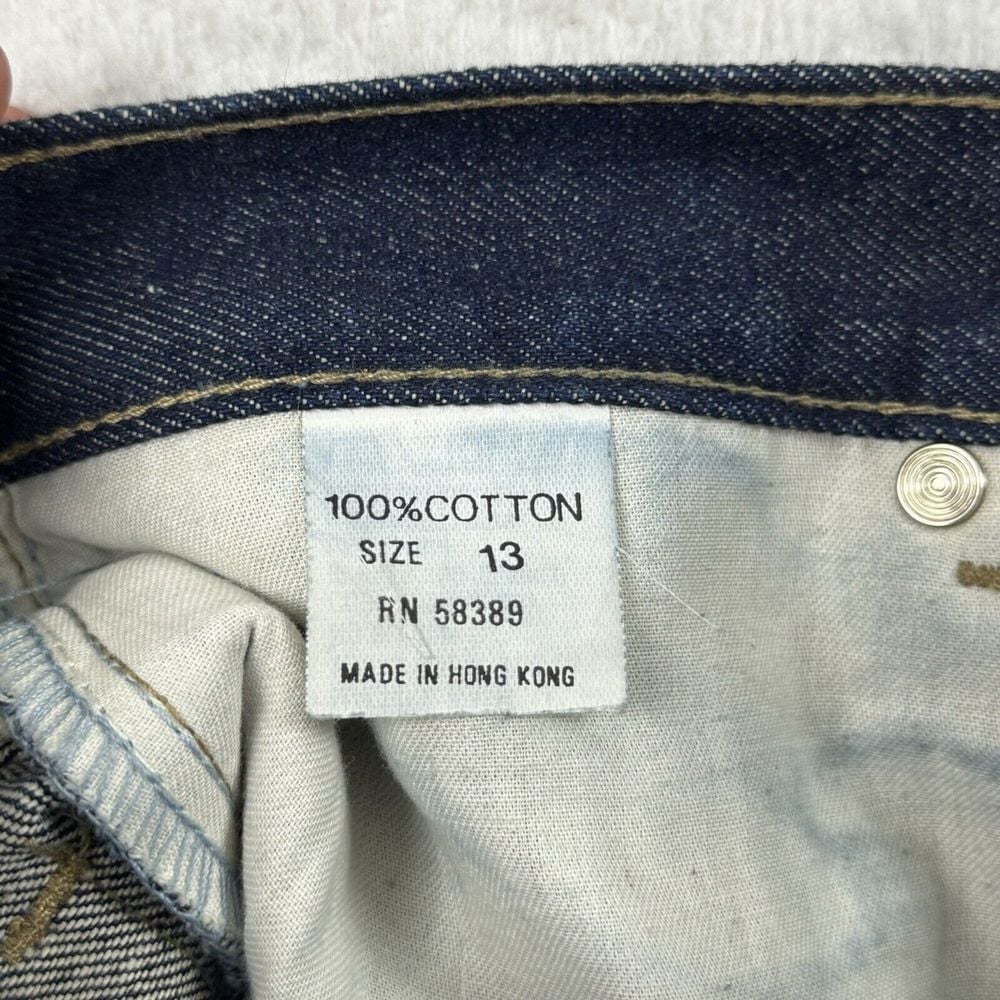 100%COTTON
SIZE 13
RN 58389
MADE IN HONG KONG